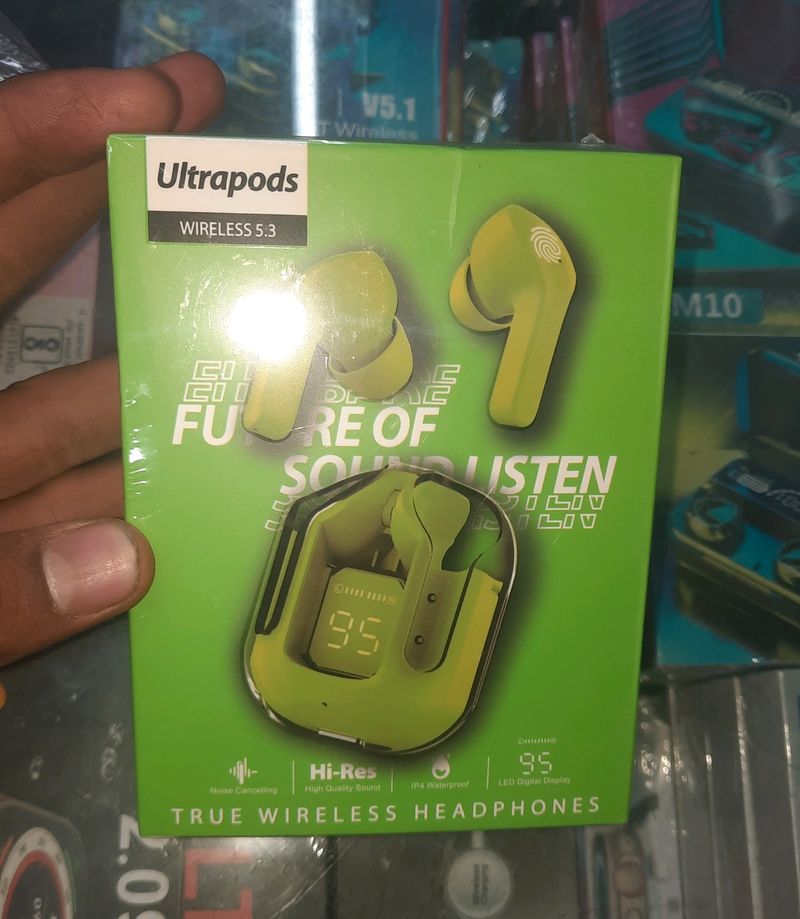 V5.1
T Wireless
Ultrapods
WIRELESS 5.3
M10
FUTURE OF
SOUND LISTEN
95
Noise Cancelling
Hi-Res
High Quality Sound
IP4 Waterproof
95
LED Digital Display
TRUE WIRELESS HEADPHONES